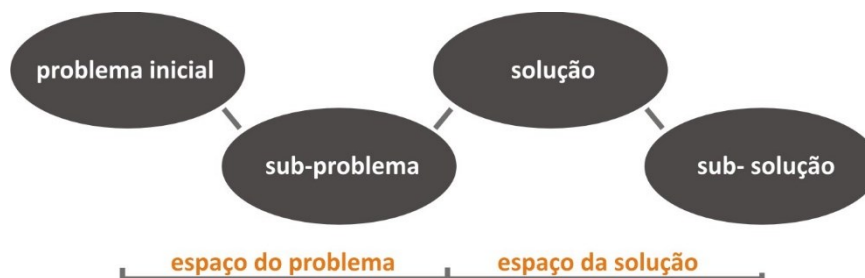 problema inicial
solução
sub-problema
sub- solução
espaço do problema
espaço da solução